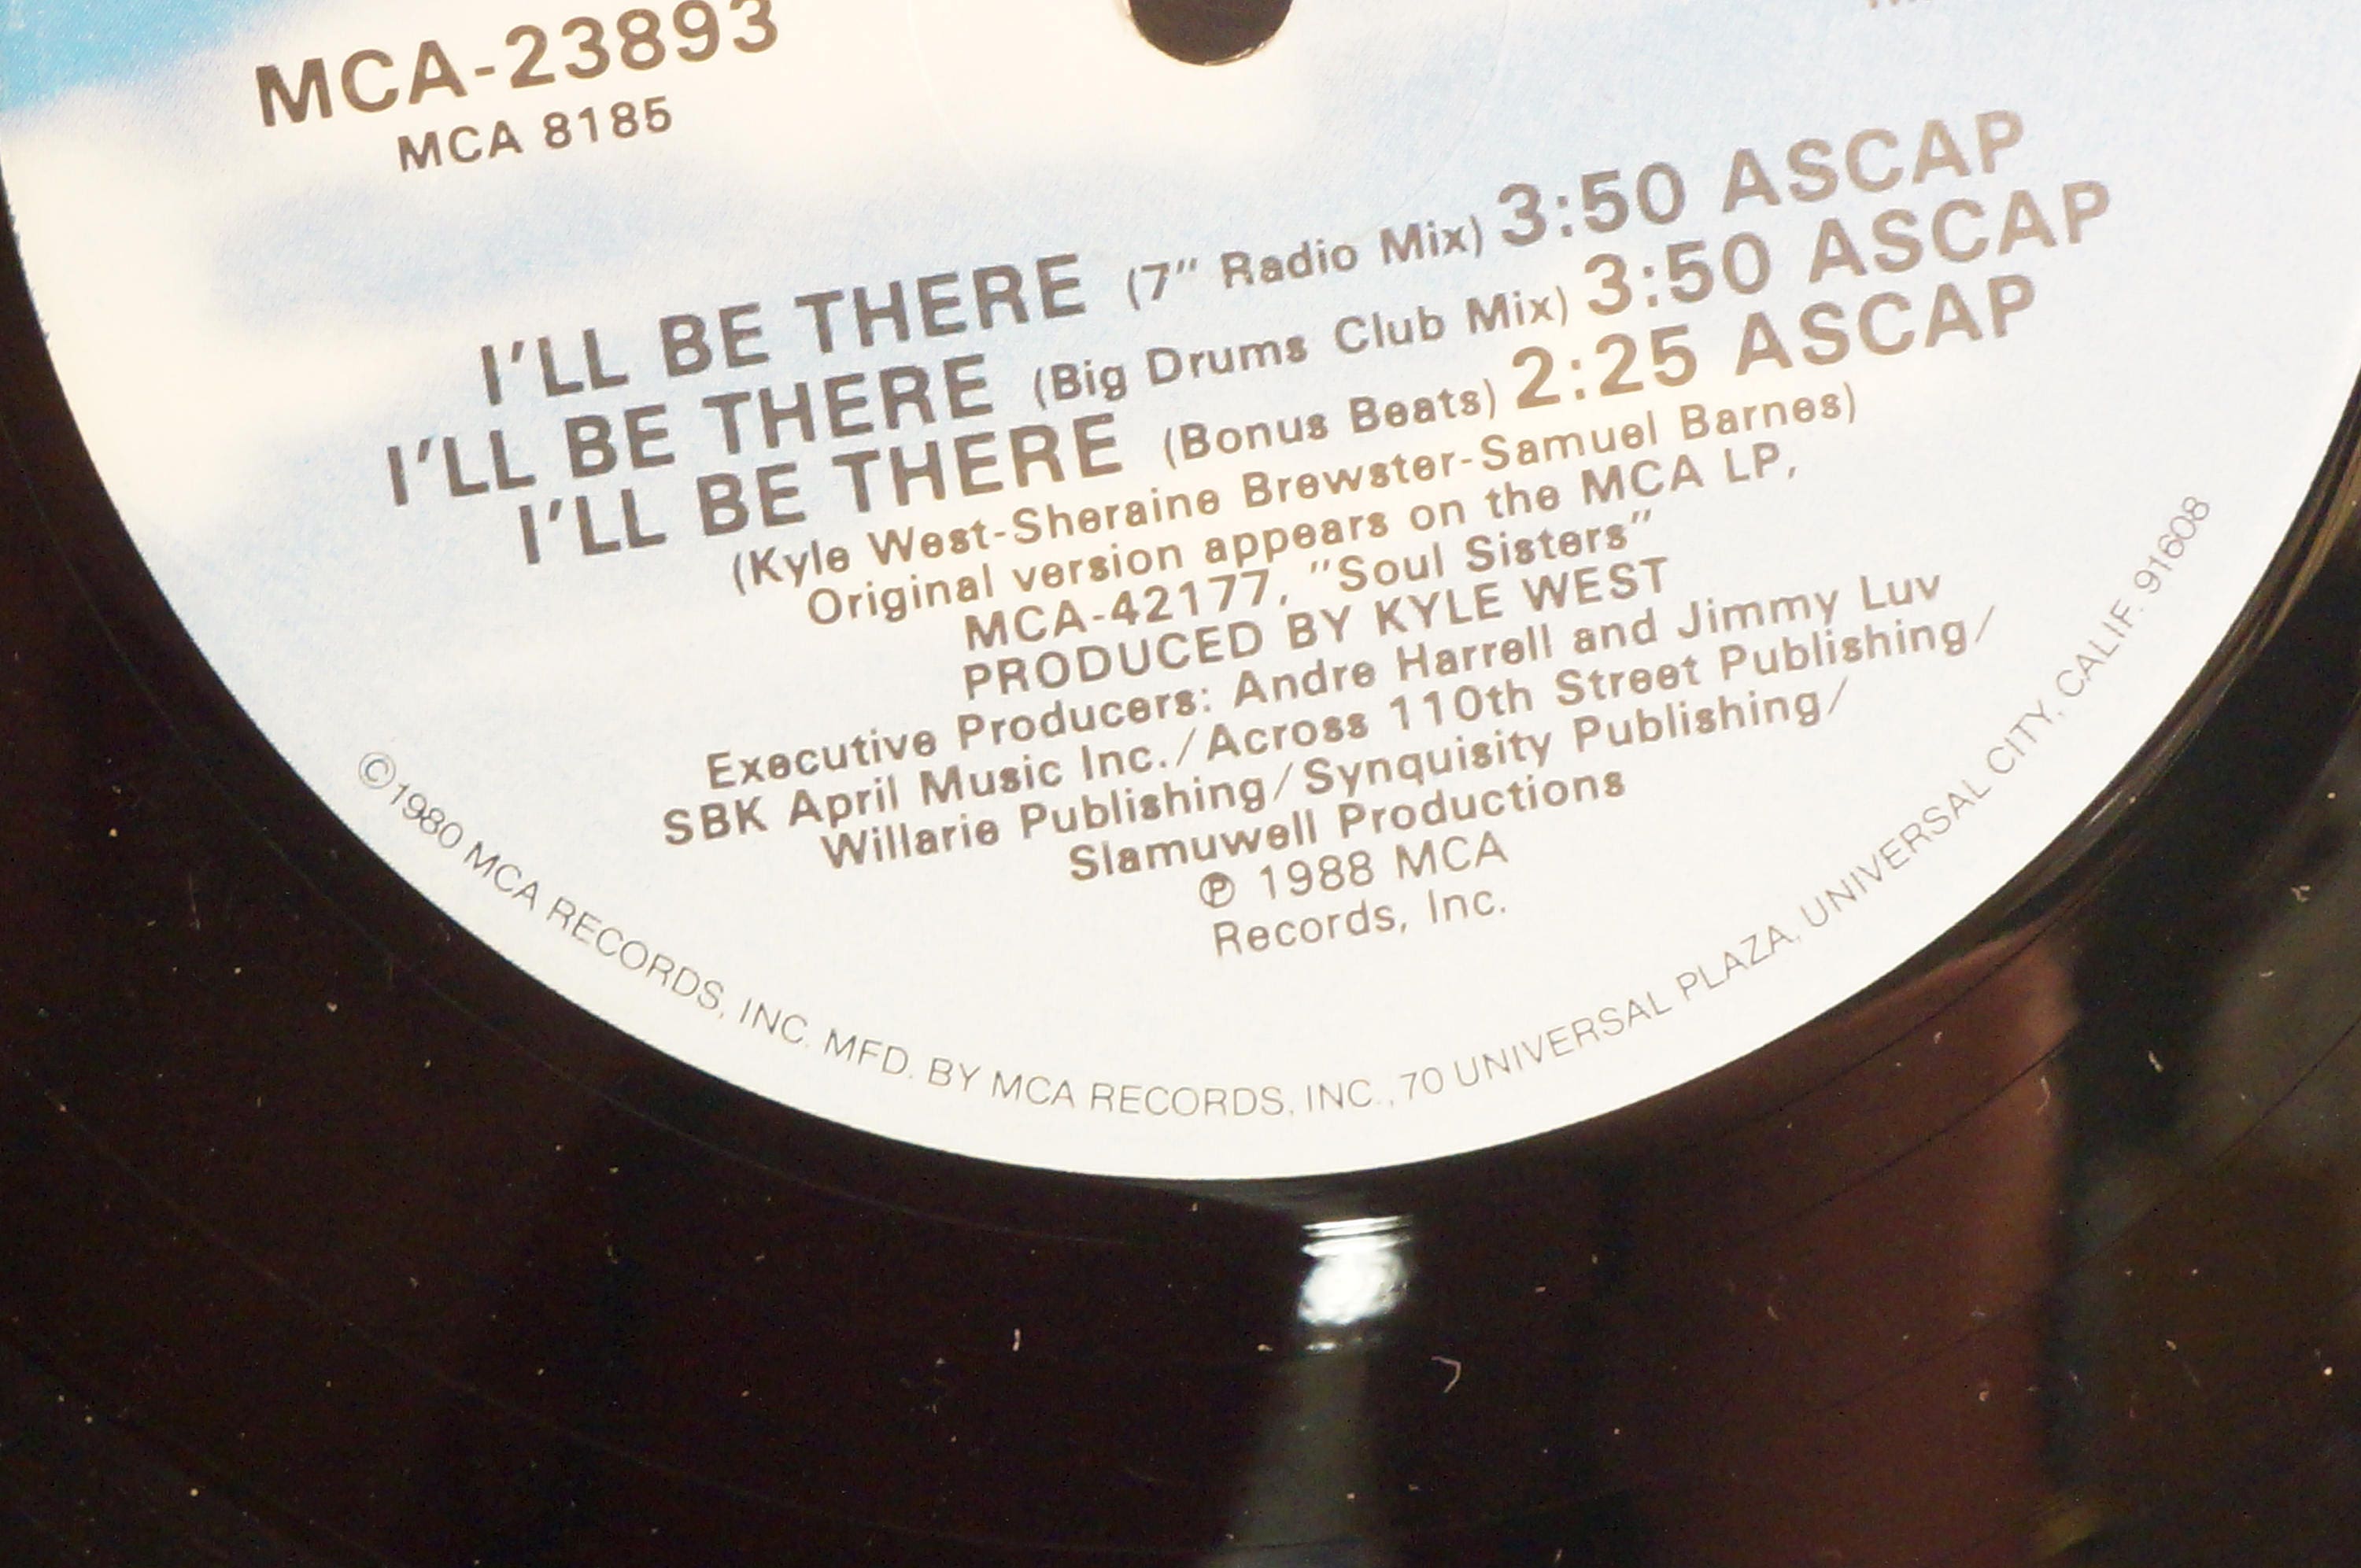 MCA-23893
MCA 8185
I'LL BE THERE (7" Radio Mix) 3:50 ASCAP
I'LL BE THERE (Big Drums Club Mix) 3:50 ASCAP
I'LL BE THERE (Bonus Beats) 2:25 ASCAP
(Kyle West-Sheraine Brewster-Samuel Barnes)
Original version appears on the MCA LP,
MCA-42177, "Soul Sisters"
PRODUCED BY KYLE WEST
Executive Producers: Andre Harrell and Jimmy Luv
SBK April Music Inc./Across 110th Street Publishing/
Willarie Publishing/Synquisity Publishing/
Slamuwell Productions
℗ 1988 MCA
Records, Inc.
©1980 MCA RECORDS, INC. MFD. BY MCA RECORDS, INC., 70 UNIVERSAL PLAZA, UNIVERSAL CITY, CALIF. 91608